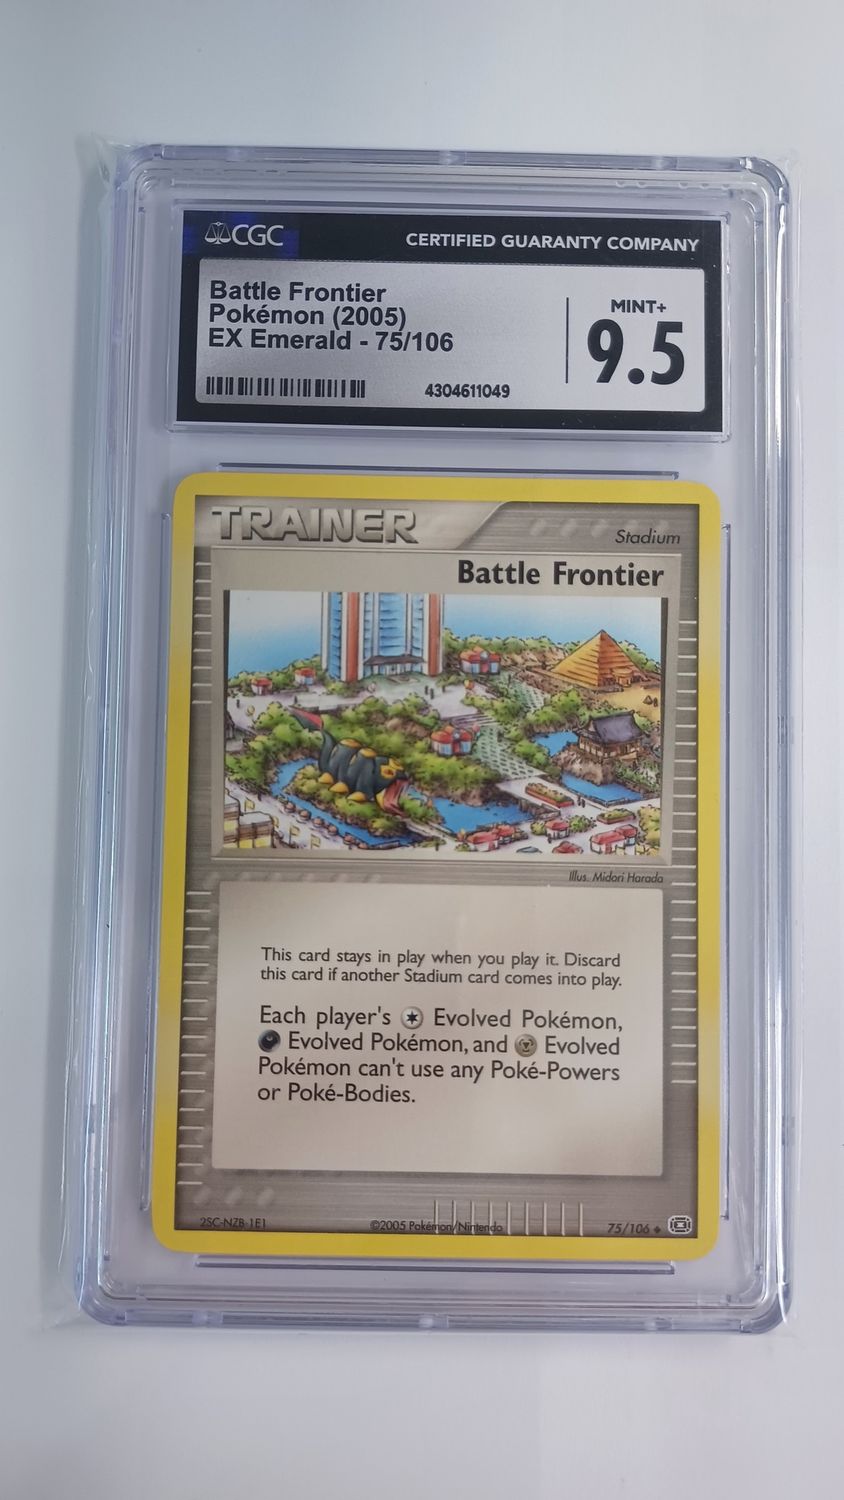 CGC
CERTIFIED GUARANTY COMPANY
Battle Frontier
Pokémon (2005)
EX Emerald - 75/106
MINT+
9.5
4304611049
TRAINER
Stadium
Battle Frontier
Illus. Midori Harada
This card stays in play when you play it. Discard
this card if another Stadium card comes into play.
Each player's Evolved Pokémon,
Evolved Pokémon, and Evolved
Pokémon can't use any Poké-Powers
or Poké-Bodies.
2SC-NZB-1E1
©2005 Pokémon/Nintendo
75/106